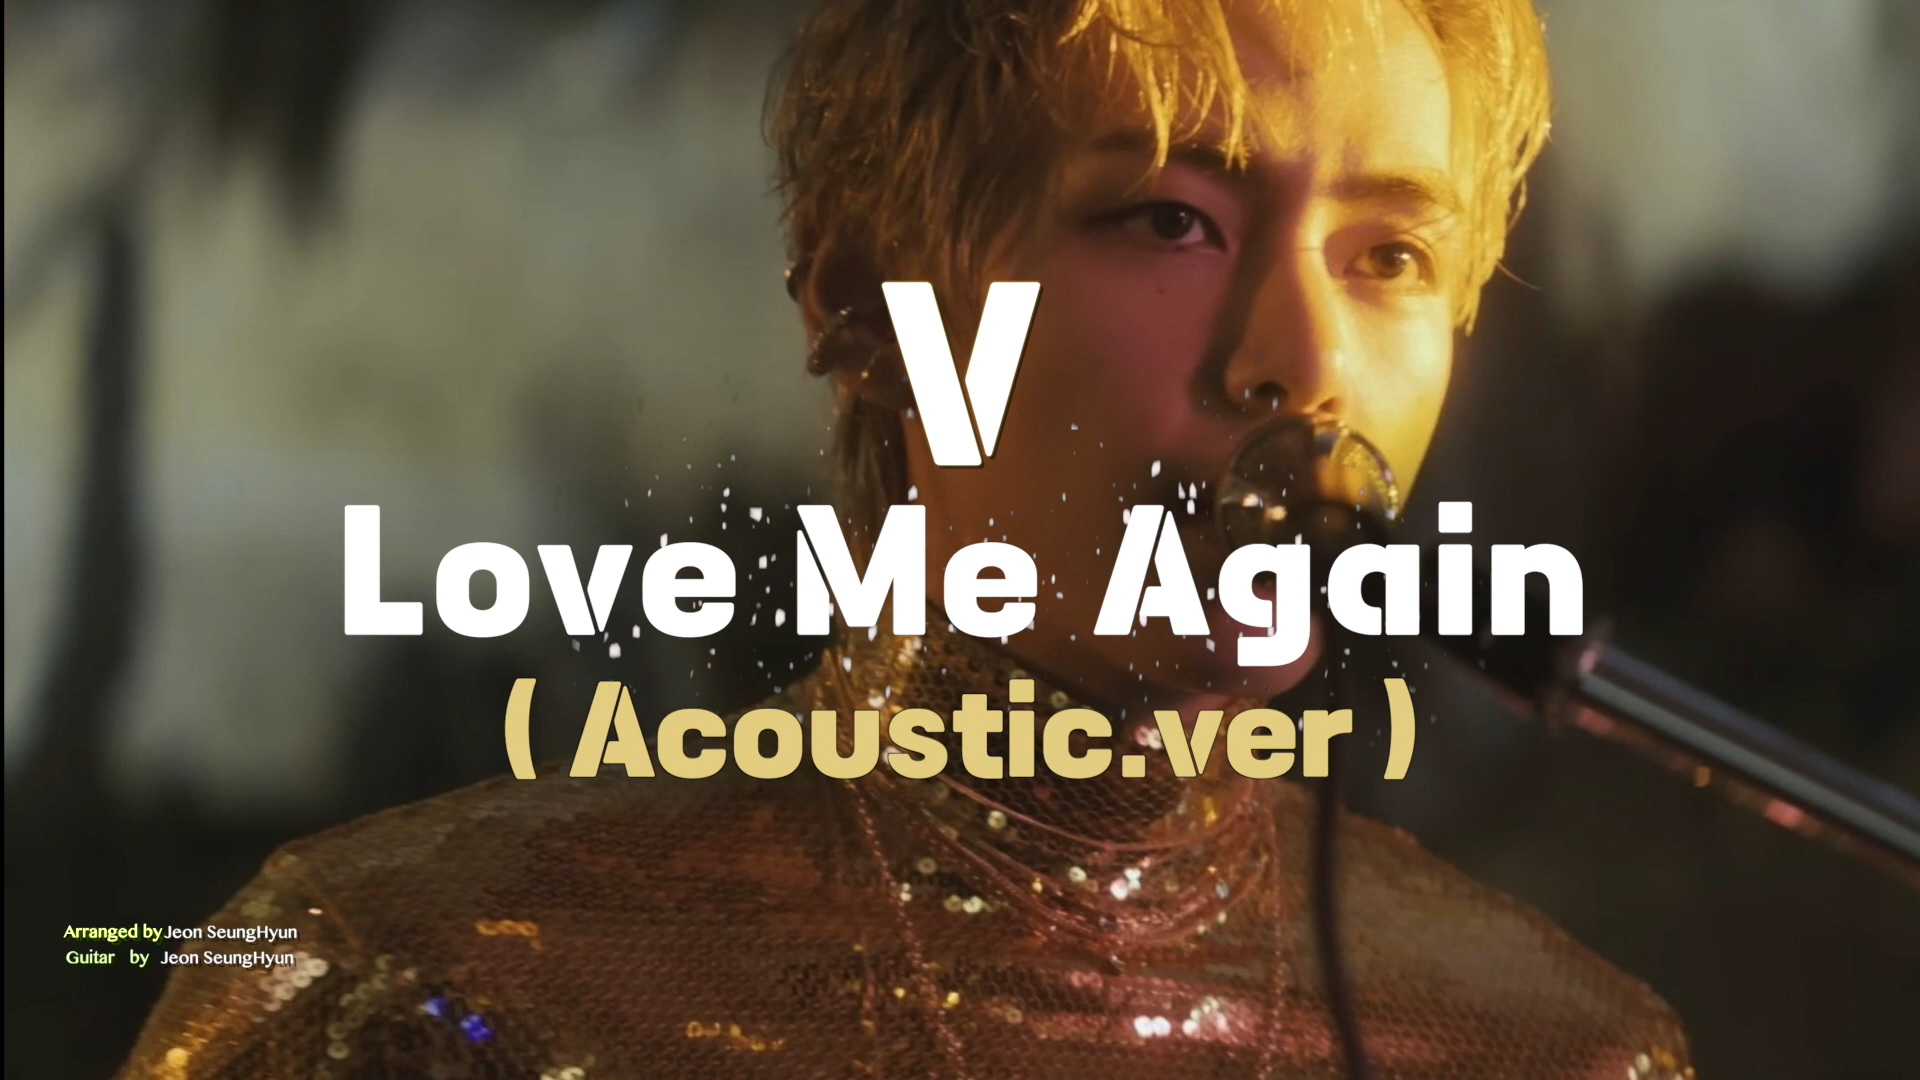 V
Love Me Again
( Acoustic.ver )
Arranged by Jeon SeungHyun
Guitar by Jeon SeungHyun